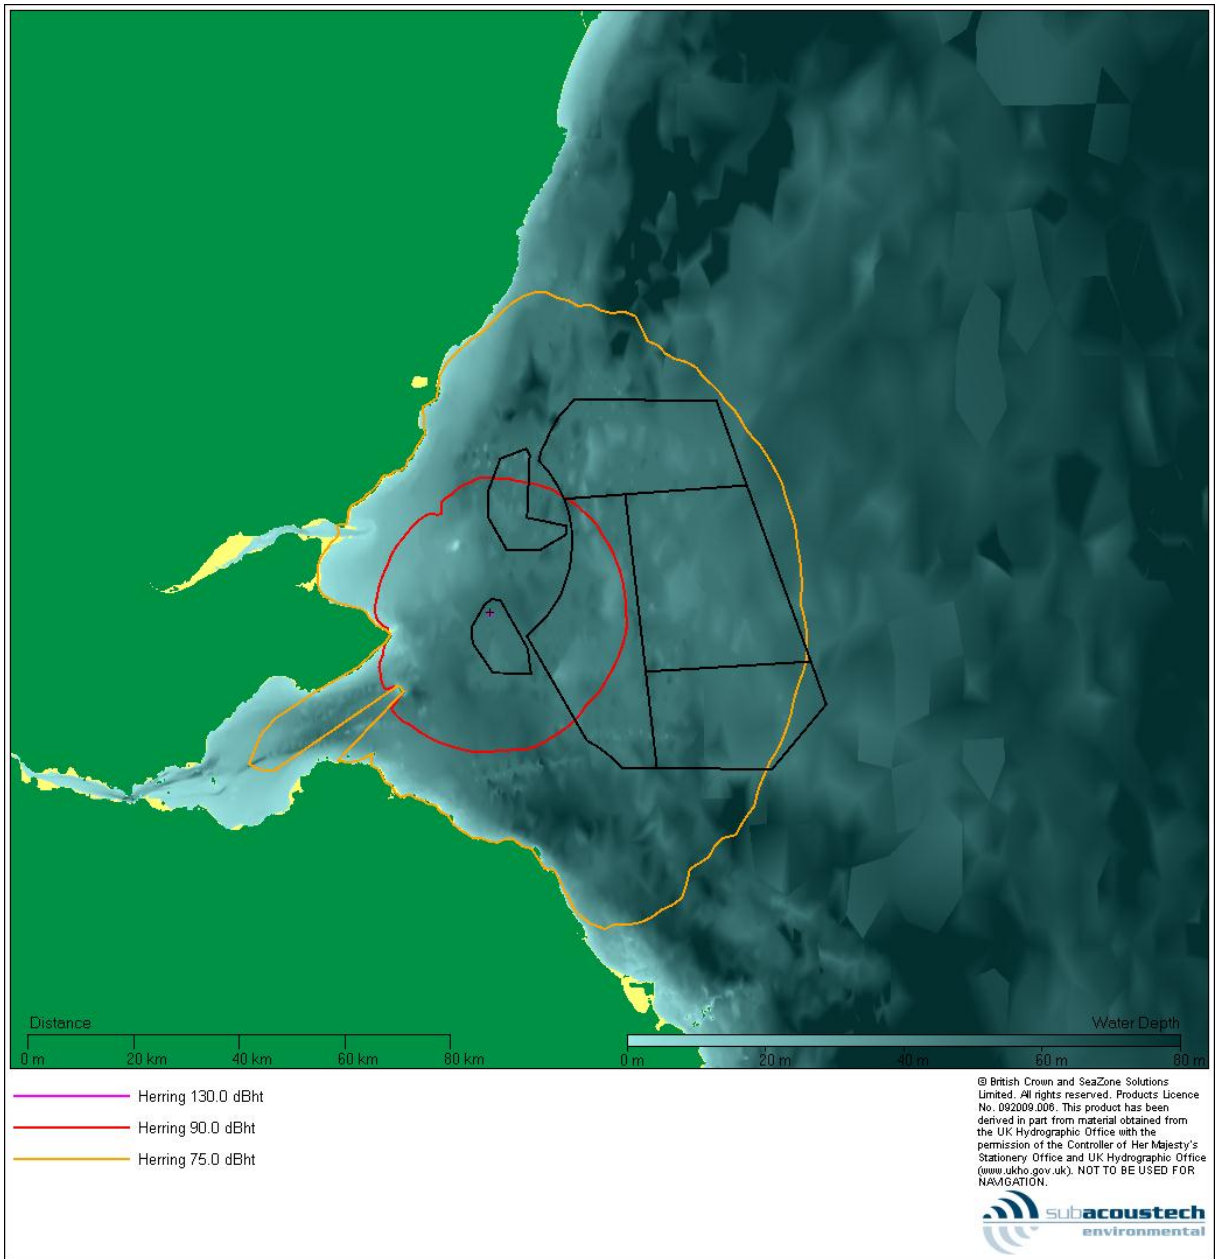 Distance
0 m 20 km 40 km 60 km 80 km
Water Depth
0 m 20 m 40 m 60 m 80 m
Herring 130.0 dBht
Herring 90.0 dBht
Herring 75.0 dBht
© British Crown and SeaZone Solutions
Limited. All rights reserved. Products Licence
No. 092009.006. This product has been
derived in part from material obtained from
the UK Hydrographic Office with the
permission of the Controller of Her Majesty's
Stationery Office and UK Hydrographic Office
(www.ukho.gov.uk). NOT TO BE USED FOR
NAVIGATION.
subacoustech
environmental